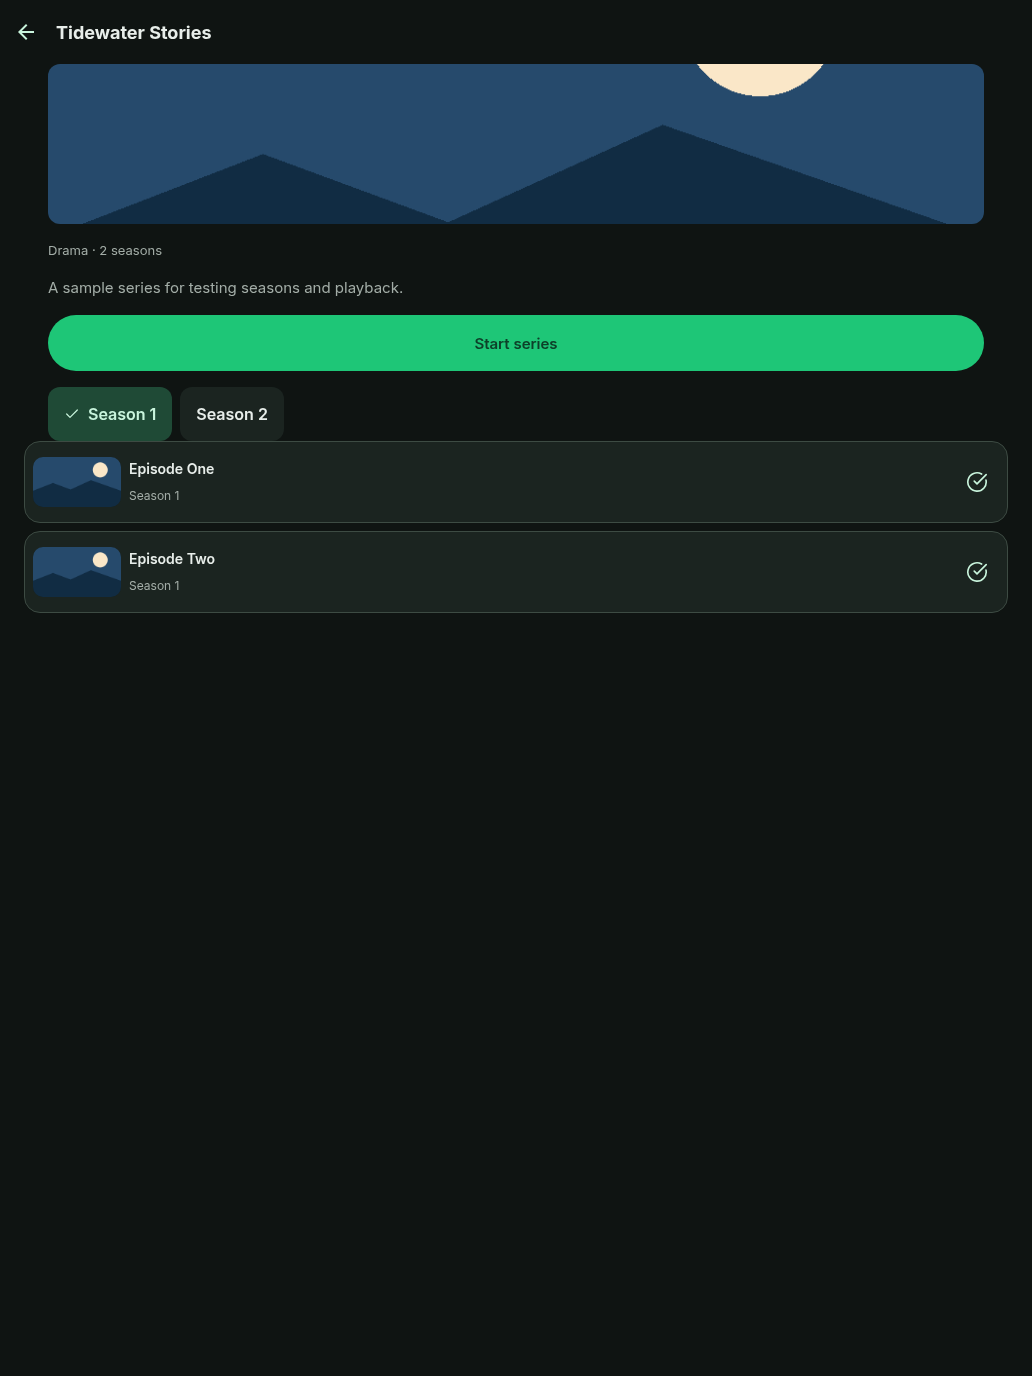 Tidewater Stories
Drama · 2 seasons
A sample series for testing seasons and playback.
Start series
Season 1
Season 2
Episode One
Season 1
Episode Two
Season 1